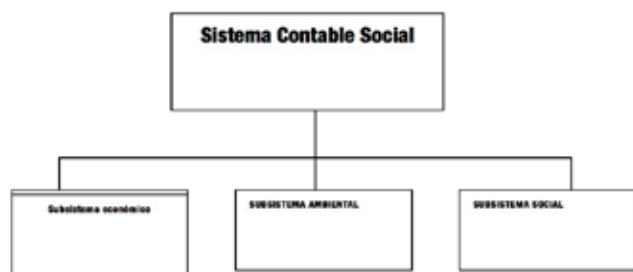 Sistema Contable Social
Subsistema económico
SUBSISTEMA AMBIENTAL
SUBSISTEMA SOCIAL